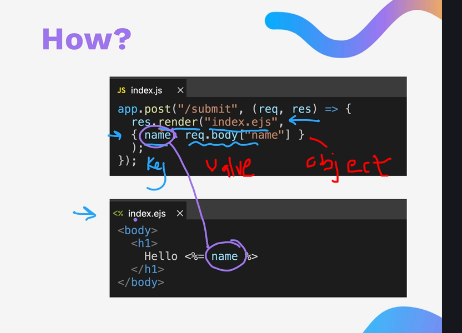 How?
JS index.js ×
app.post("/submit", (req, res) => {
res.render("index.ejs",
{ name: req.body["name"] }
);
});
key
value
object
<% index.ejs ×
<body>
<h1>
Hello <%= name %>
</h1>
</body>